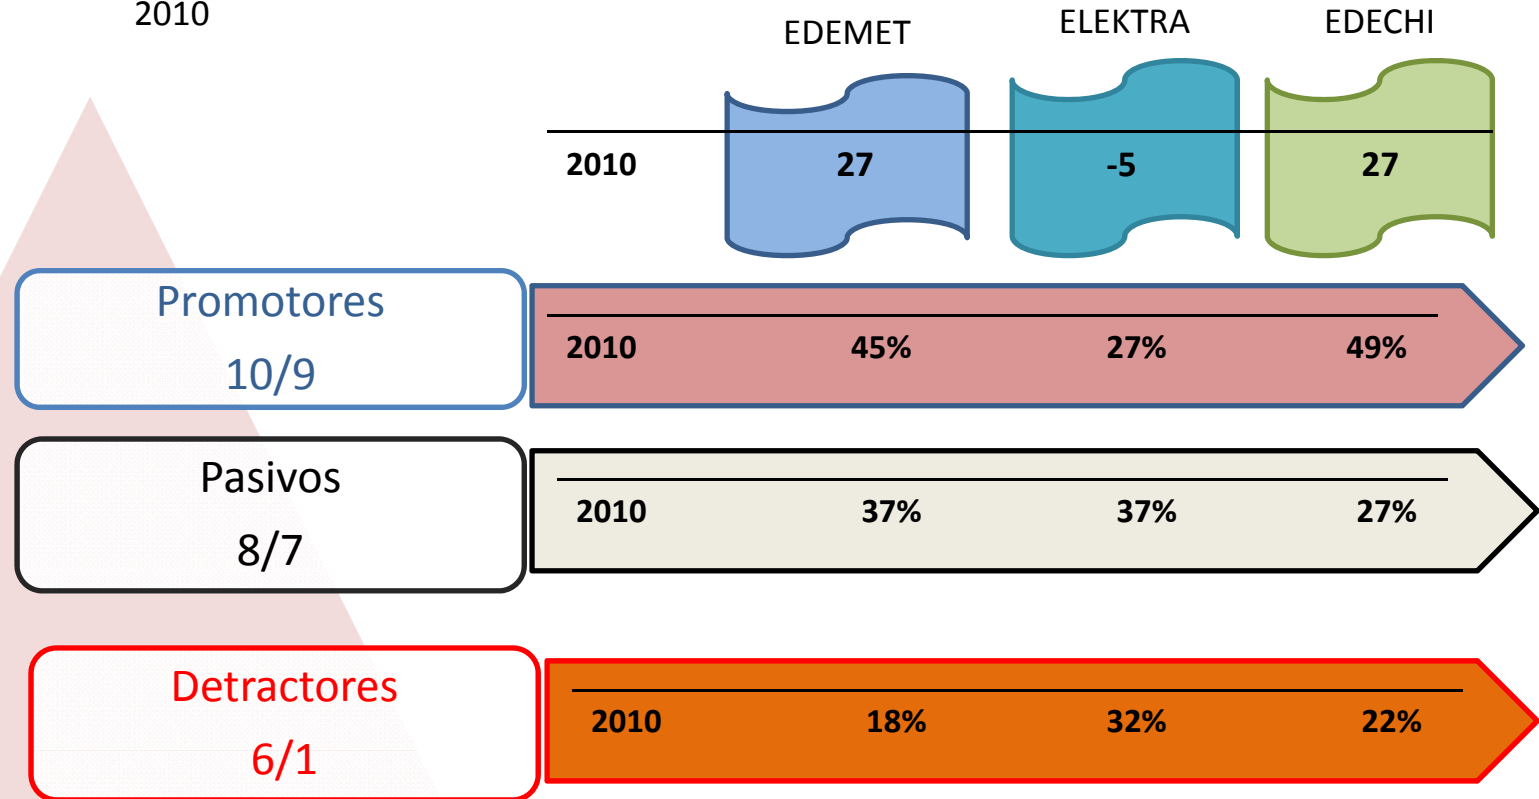 2010
EDEMET ELEKTRA EDECHI
2010 27 -5 27
Promotores
10/9
2010 45% 27% 49%
Pasivos
8/7
2010 37% 37% 27%
Detractores
6/1
2010 18% 32% 22%